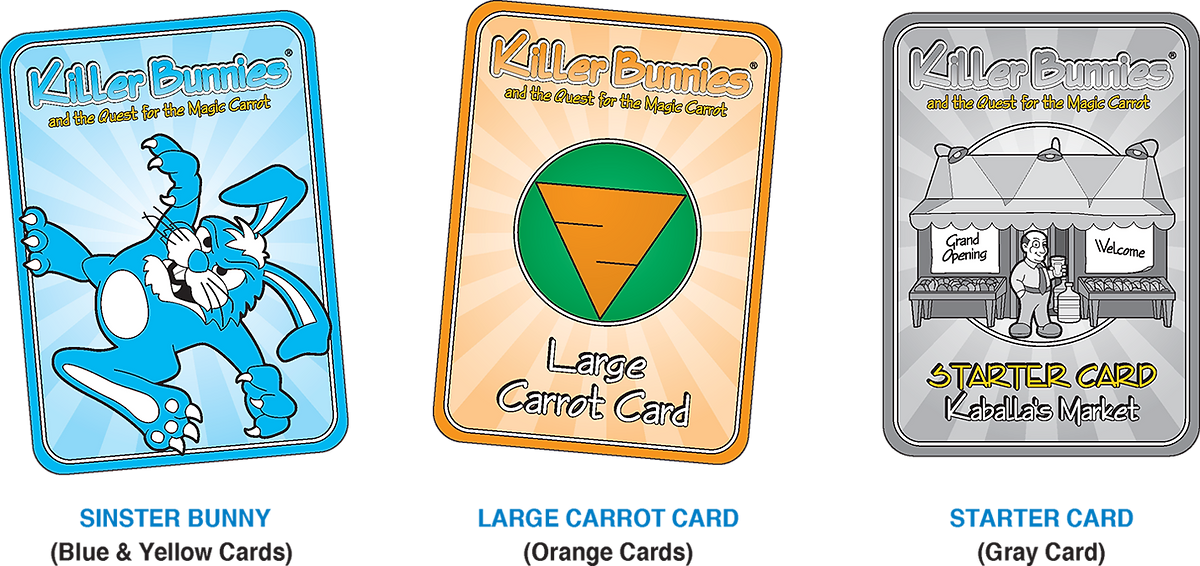 Killer Bunnies®
and the Quest for the Magic Carrot
SINSTER BUNNY
(Blue & Yellow Cards)
Killer Bunnies®
and the Quest for the Magic Carrot
Large
Carrot Card
LARGE CARROT CARD
(Orange Cards)
Killer Bunnies®
and the Quest for the Magic Carrot
Grand
Opening
Welcome
STARTER CARD
Kaballa's Market
STARTER CARD
(Gray Card)